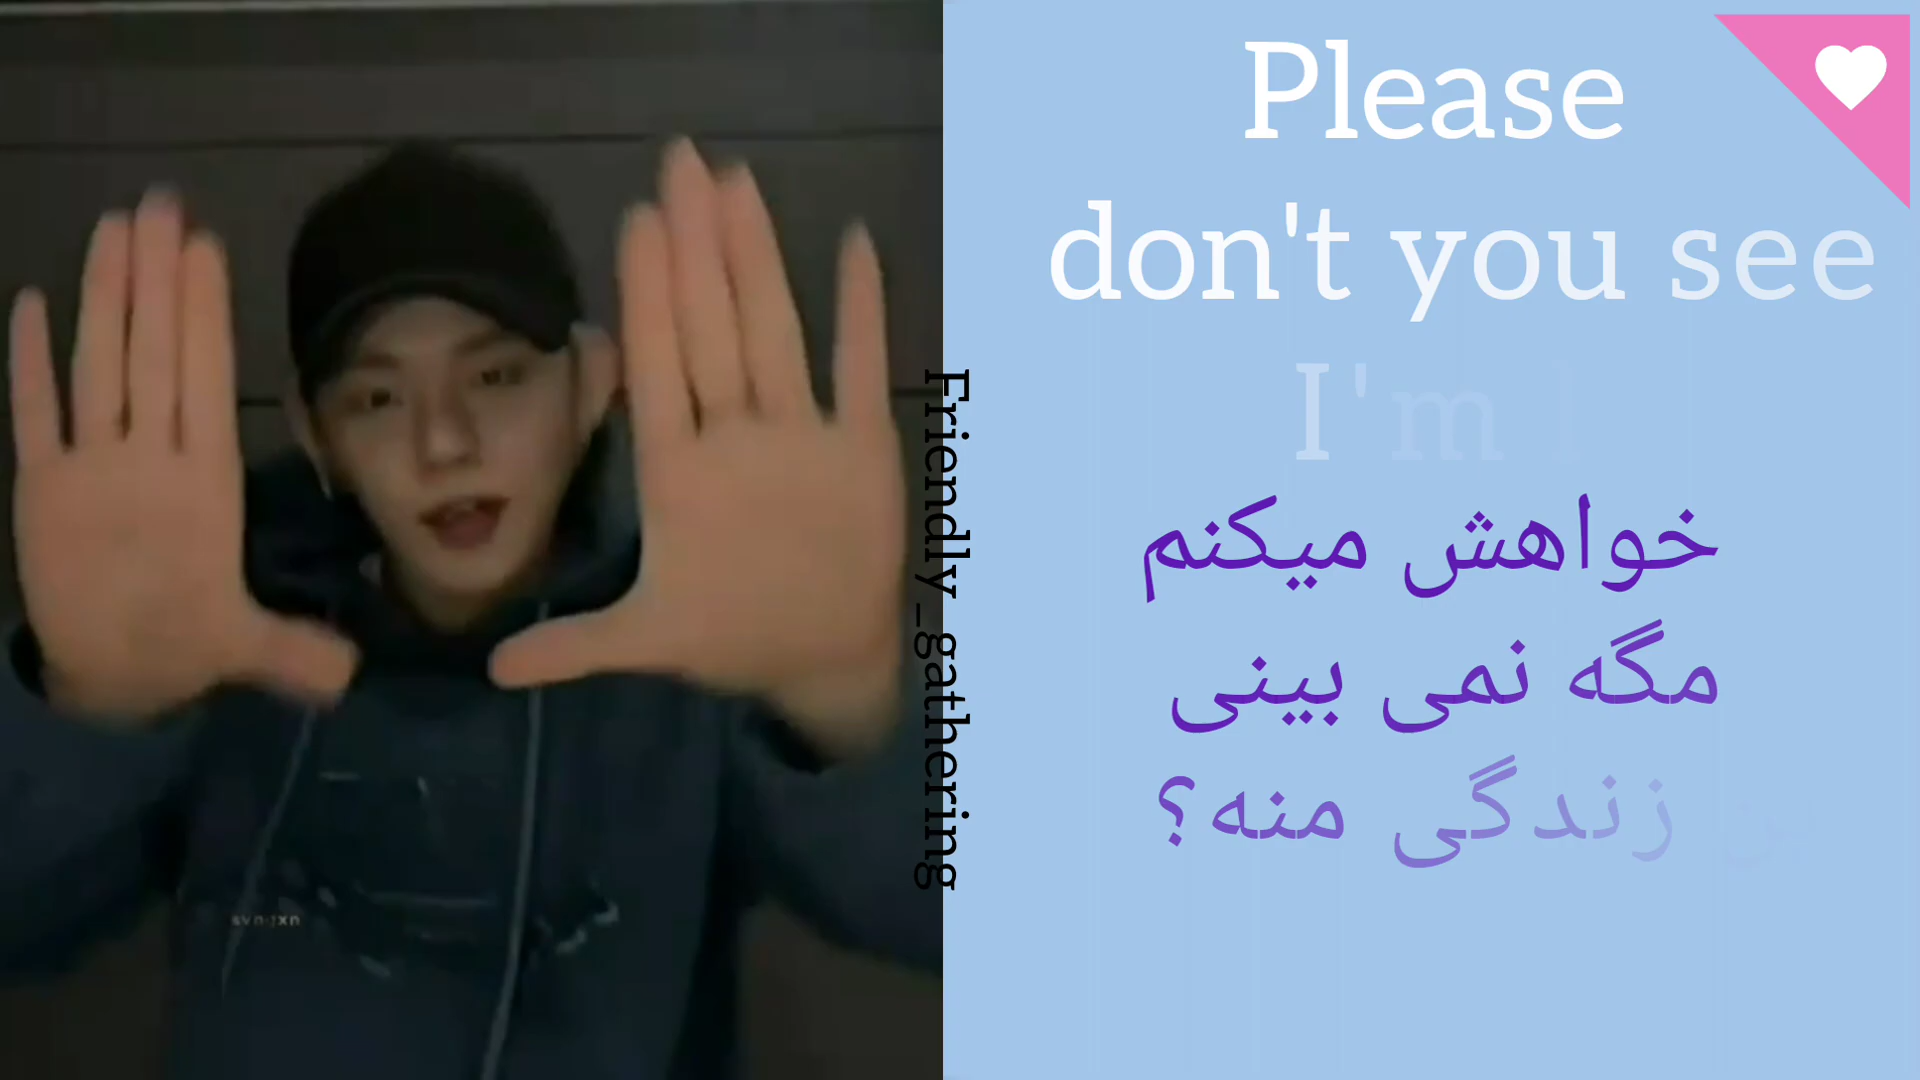 Please
don't you see
I'm
خواهش میکنم
مگه نمی بینی
زندگی منه؟
Friendly_gathering